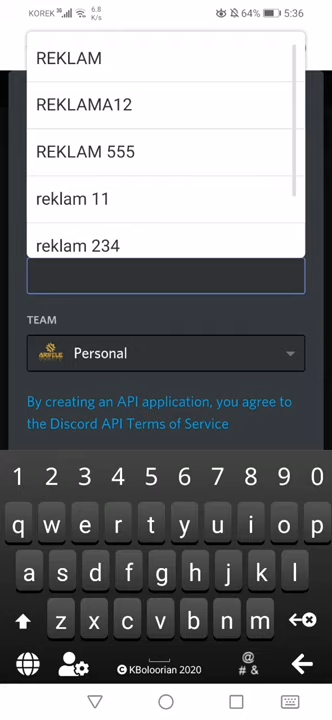 KOREK 36 6.8 K/s 64% 5:36
REKLAM
REKLAMA12
REKLAM 555
reklam 11
reklam 234
TEAM
Personal
By creating an API application, you agree to
the Discord API Terms of Service
1 2 3 4 5 6 7 8 9 0
q w e r t y u i o p
a s d f g h j k l
z x c v b n m
© KBoloorian 2020 @ # &